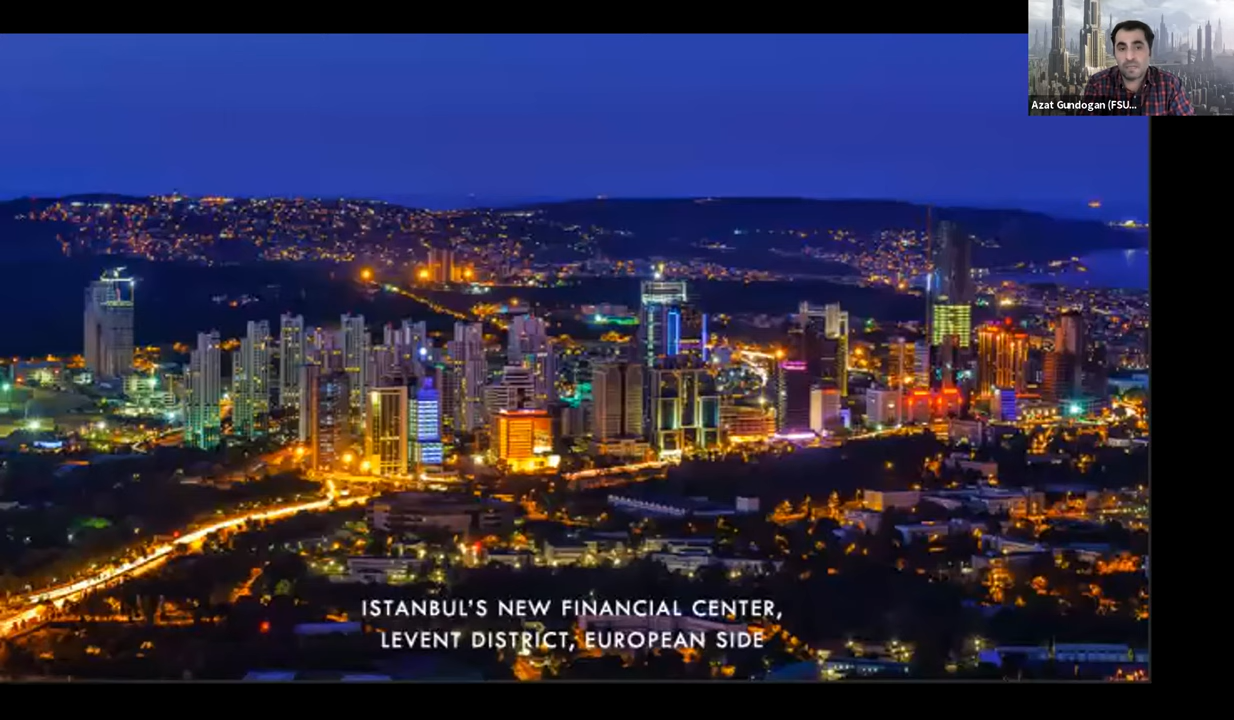 Azat Gundogan (FSU...
ISTANBUL'S NEW FINANCIAL CENTER,
LEVENT DISTRICT, EUROPEAN SIDE